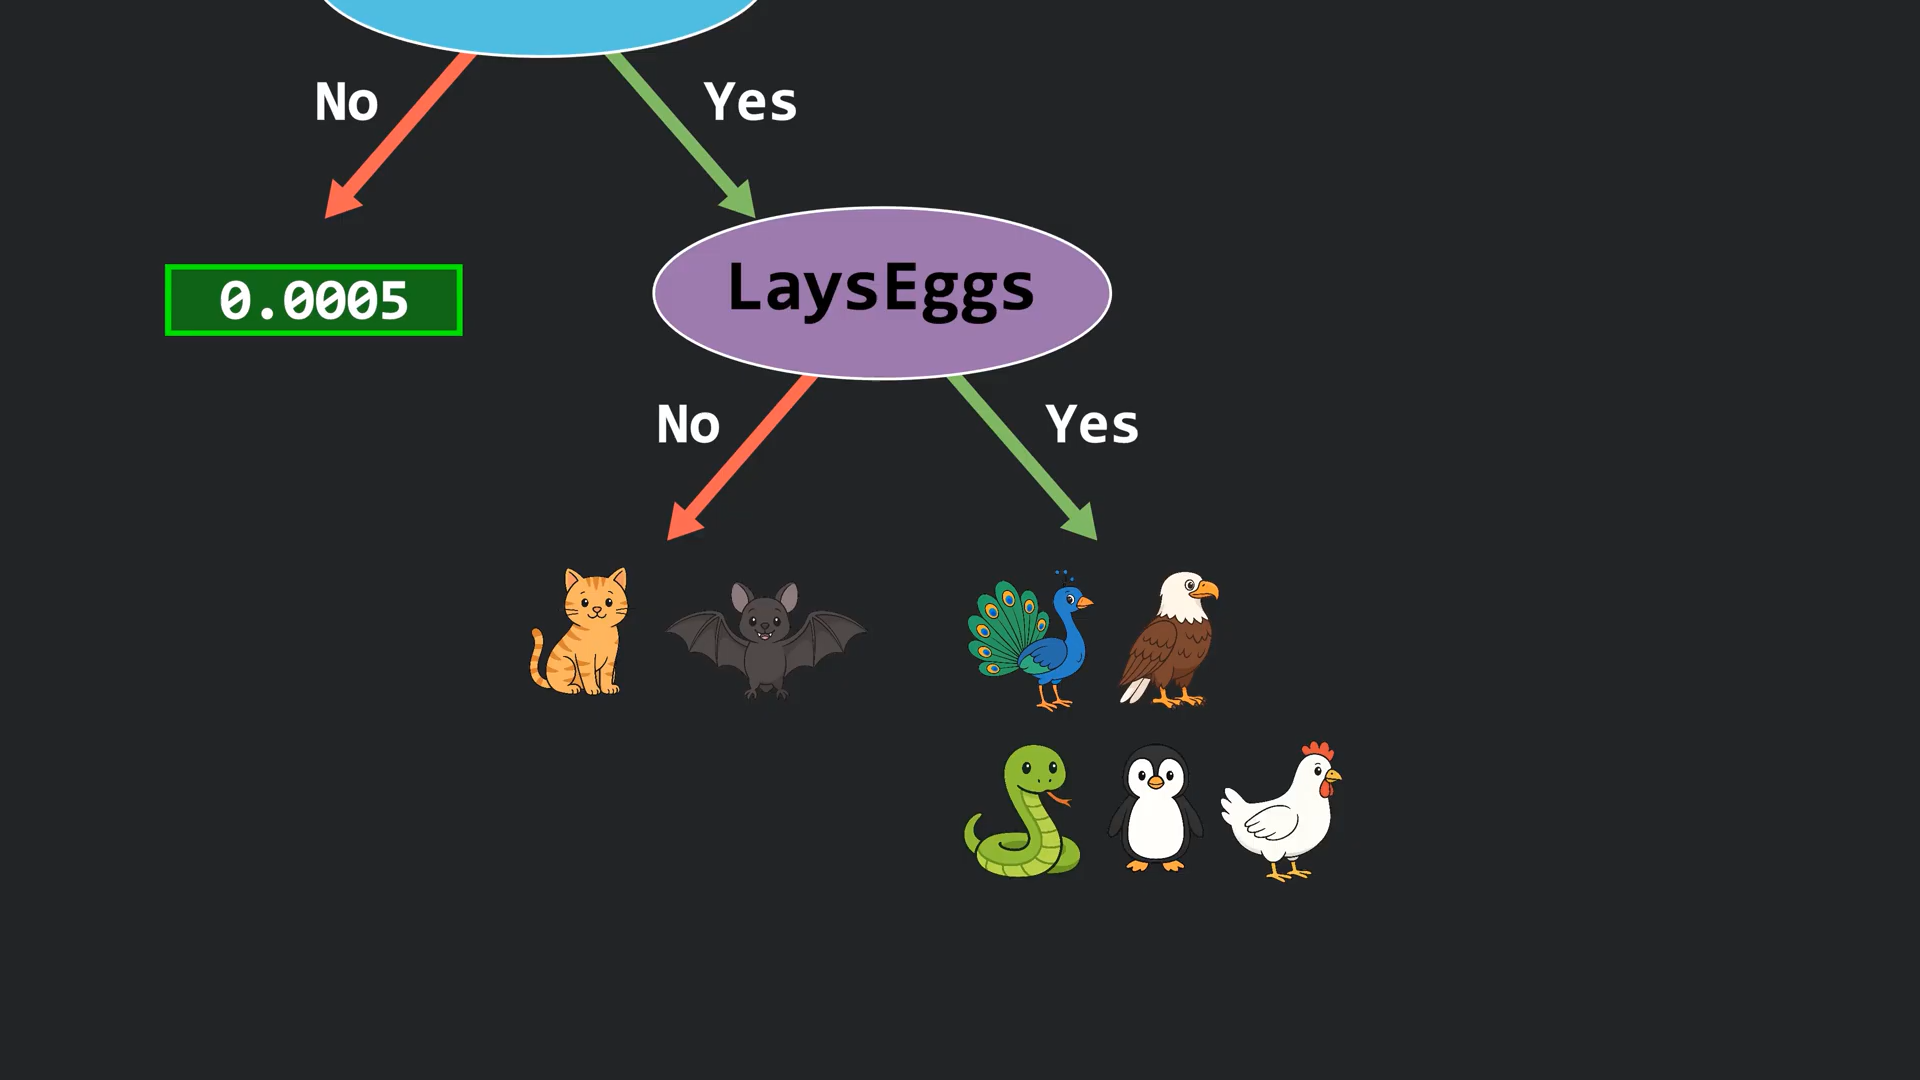 No
Yes
0.0005
LaysEggs
No
Yes